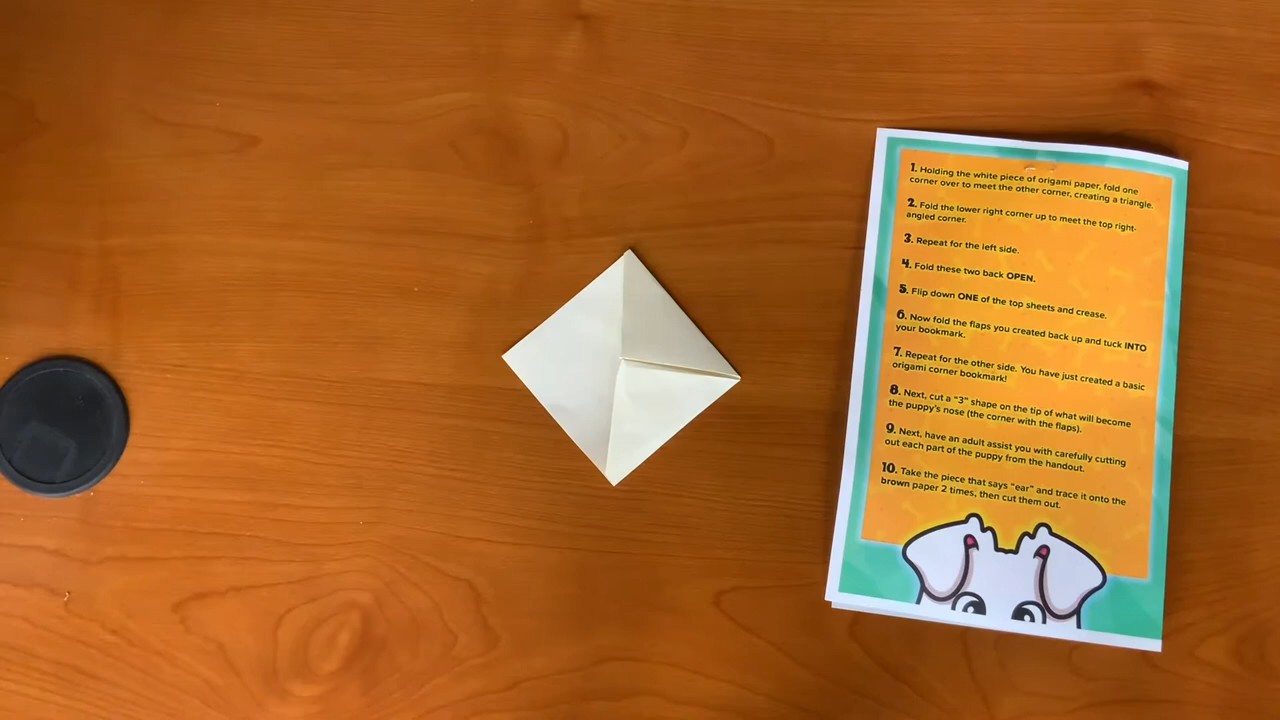 1. Holding the white piece of origami paper, fold one
corner over to meet the other corner, creating a triangle.
2. Fold the lower right corner up to meet the top right-
angled corner.
3. Repeat for the left side.
4. Fold these two back OPEN.
5. Flip down ONE of the top sheets and crease.
6. Now fold the flaps you created back up and tuck INTO
your bookmark.
7. Repeat for the other side. You have just created a basic
origami corner bookmark!
8. Next, cut a "3" shape on the tip of what will become
the puppy's nose (the corner with the flaps).
9. Next, have an adult assist you with carefully cutting
out each part of the puppy from the handout.
10. Take the piece that says "ear" and trace it onto the
brown paper 2 times, then cut them out.